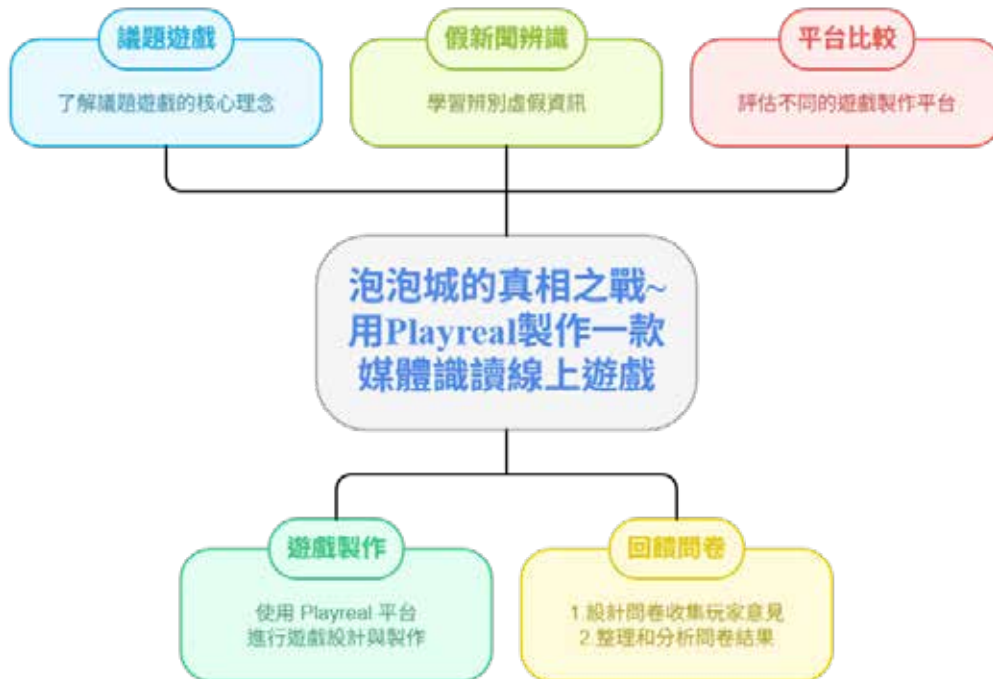 議題遊戲
了解議題遊戲的核心理念
假新聞辨識
學習辨別虛假資訊
平台比較
評估不同的遊戲製作平台
泡泡城的真相之戰~
用Playreal製作一款
媒體識讀線上遊戲
遊戲製作
使用 Playreal 平台
進行遊戲設計與製作
回饋問卷
1.設計問卷收集玩家意見
2.整理和分析問卷結果